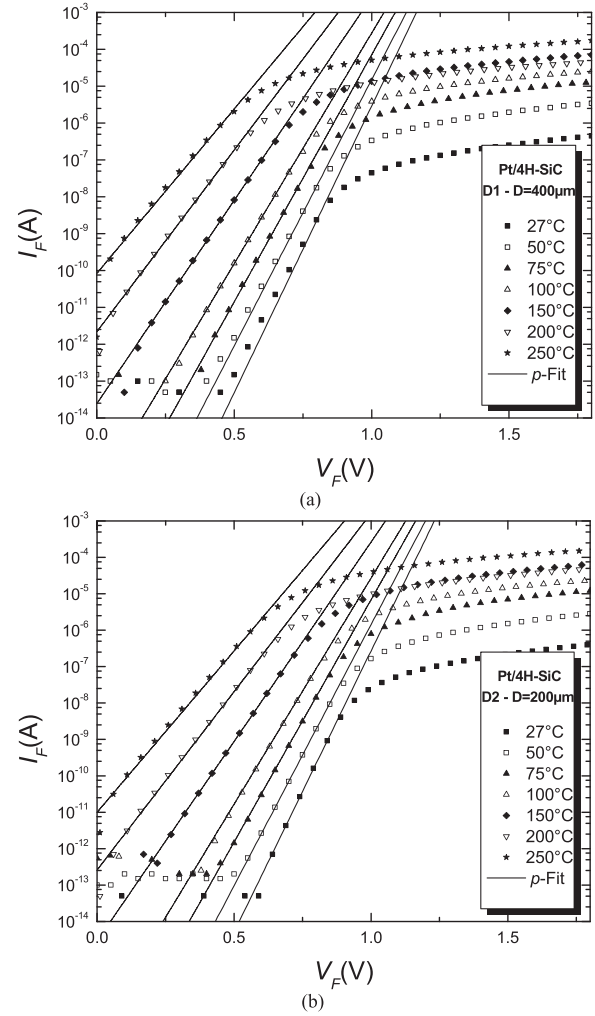 10⁻³
10⁻⁴
10⁻⁵
10⁻⁶
10⁻⁷
10⁻⁸
10⁻⁹
10⁻¹⁰
10⁻¹¹
10⁻¹²
10⁻¹³
10⁻¹⁴
I_F(A)
Pt/4H-SiC
D1 - D=400μm
27°C
50°C
75°C
100°C
150°C
200°C
250°C
p-Fit
0.0 0.5 1.0 1.5
V_F(V)
(a)
10⁻³
10⁻⁴
10⁻⁵
10⁻⁶
10⁻⁷
10⁻⁸
10⁻⁹
10⁻¹⁰
10⁻¹¹
10⁻¹²
10⁻¹³
10⁻¹⁴
I_F(A)
Pt/4H-SiC
D2 - D=200μm
27°C
50°C
75°C
100°C
150°C
200°C
250°C
p-Fit
0.0 0.5 1.0 1.5
V_F(V)
(b)